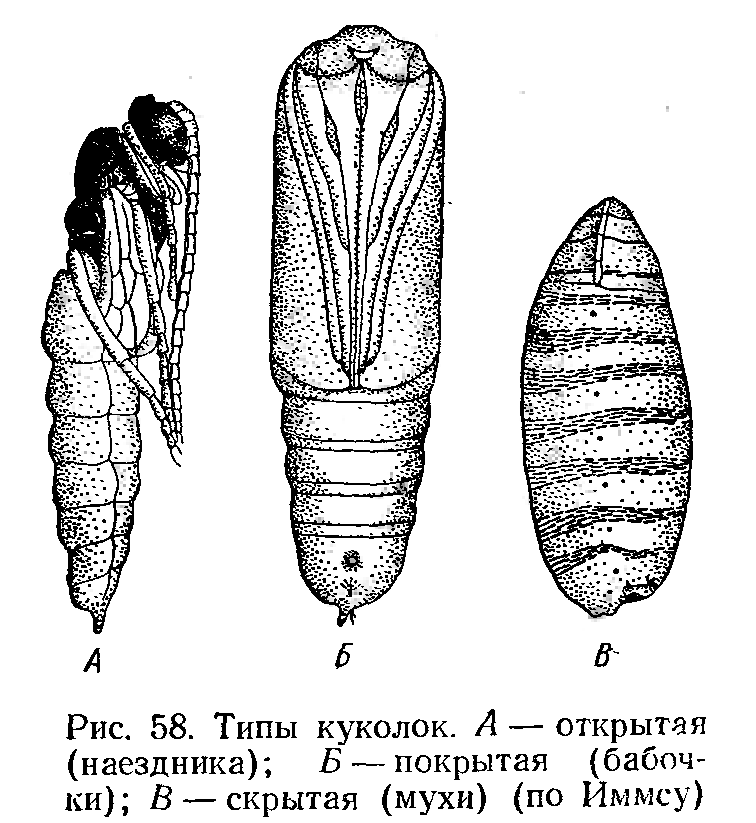 А
Б
В
Рис. 58. Типы куколок. А — открытая
(наездника); Б — покрытая (бабоч-
ки); В — скрытая (мухи) (по Иммсу)